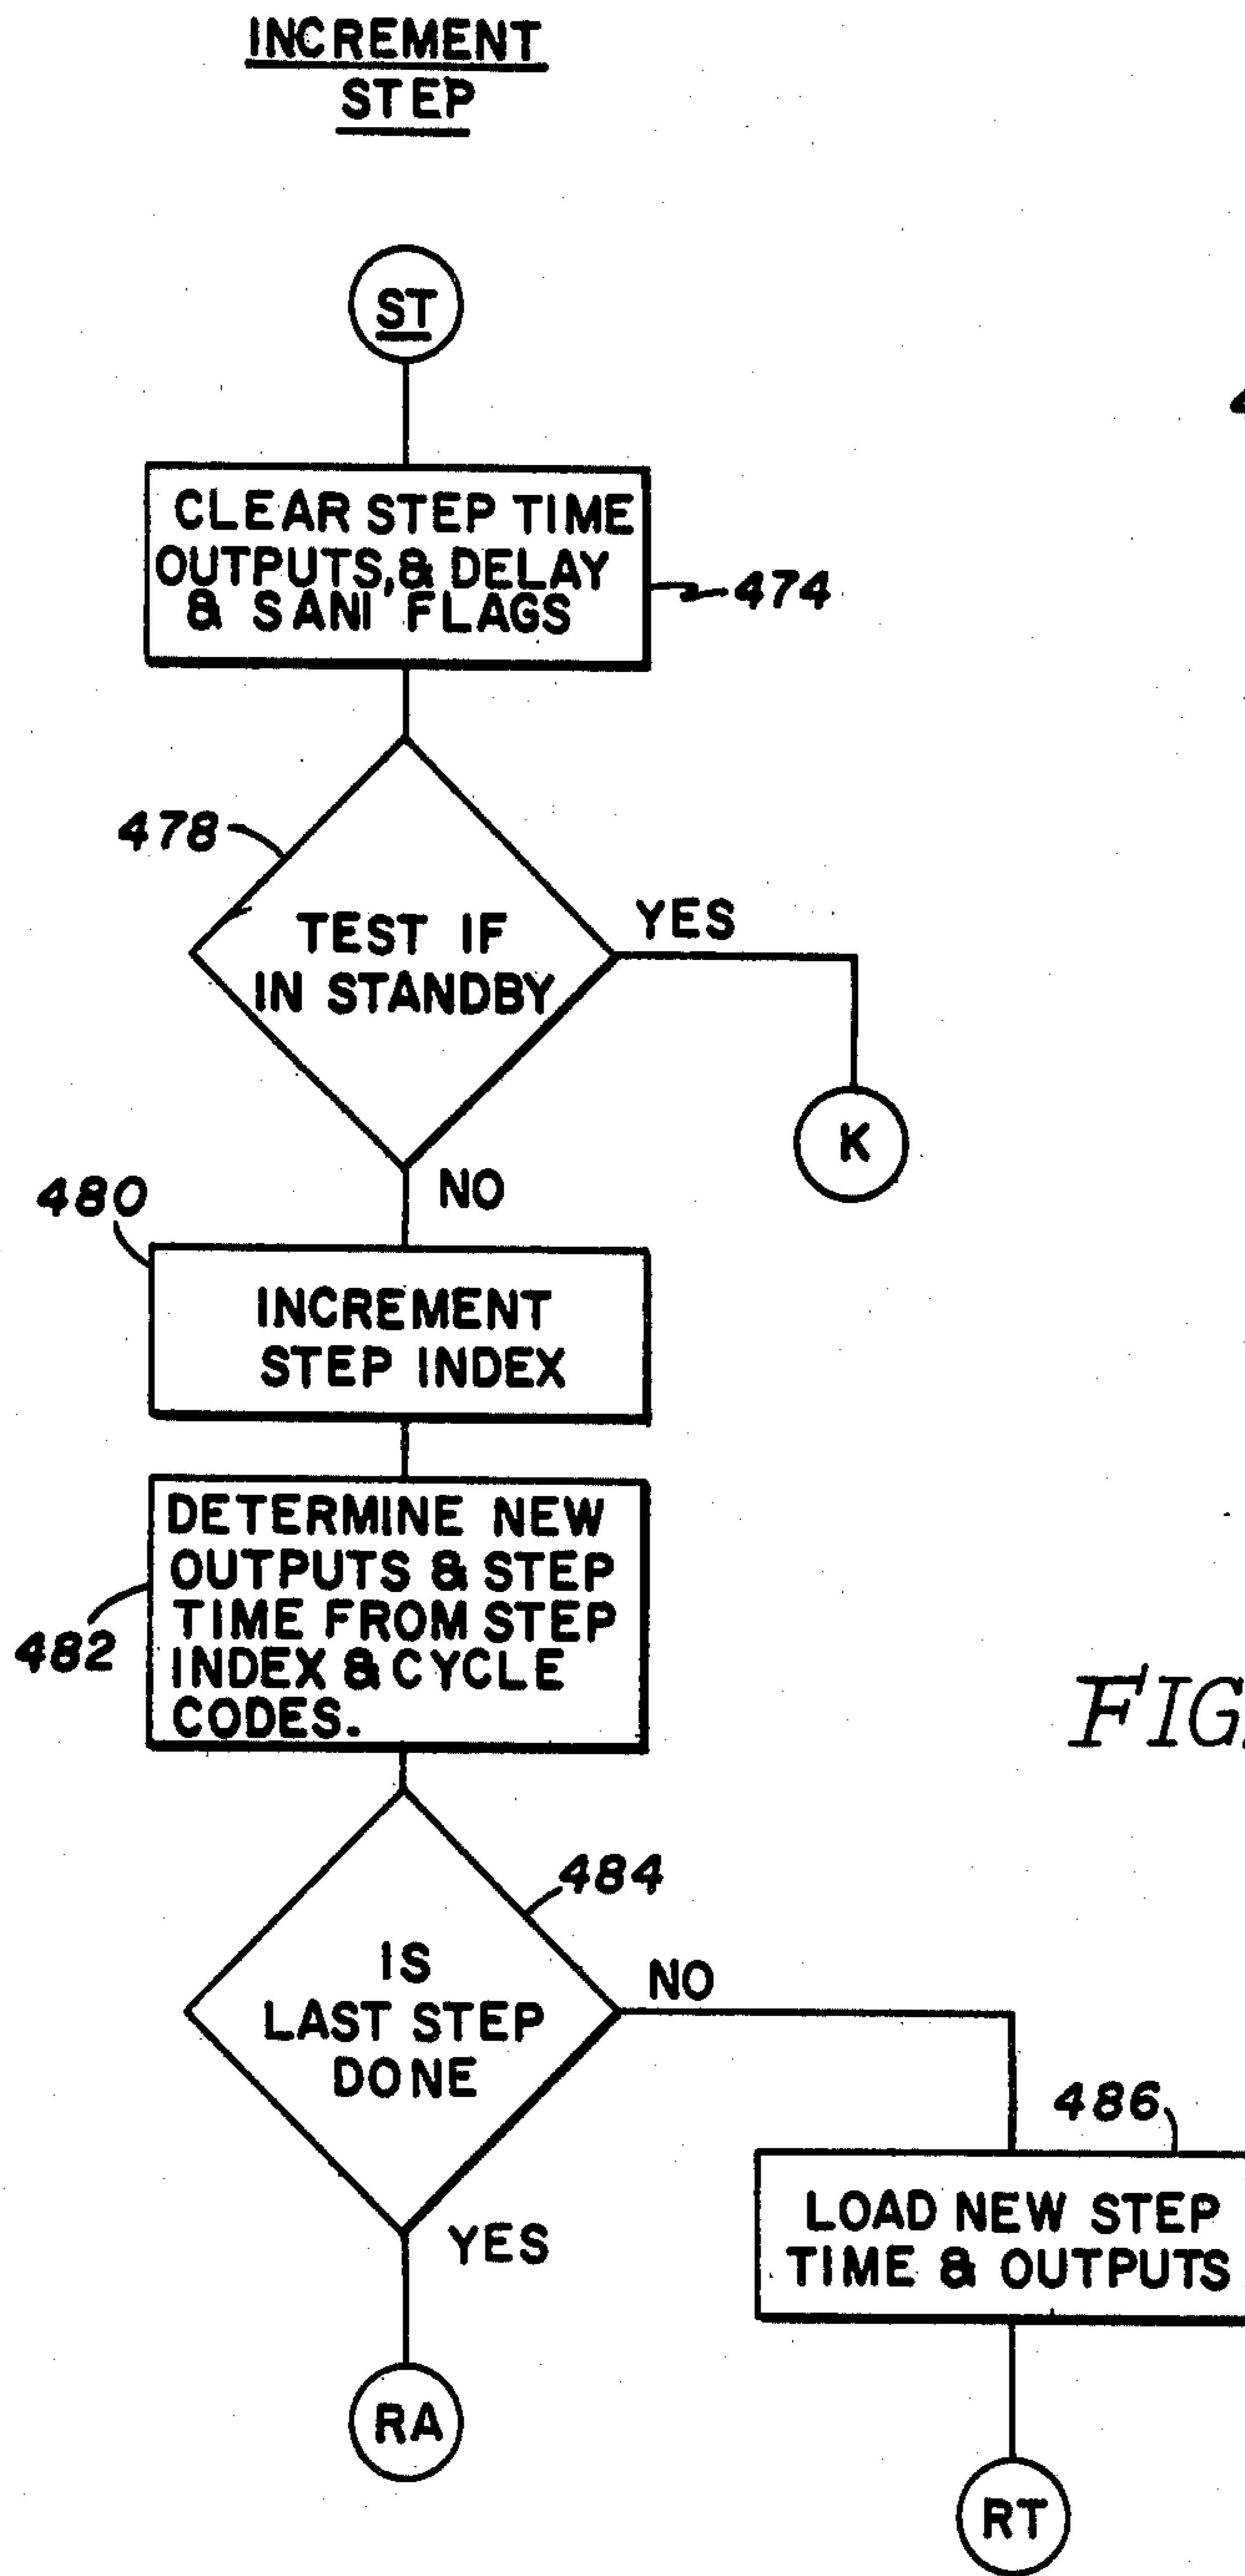 INCREMENT
STEP
ST
CLEAR STEP TIME
OUTPUTS, & DELAY
& SANI FLAGS
474
478
TEST IF
IN STANDBY
YES
K
NO
480
INCREMENT
STEP INDEX
DETERMINE NEW
OUTPUTS & STEP
TIME FROM STEP
INDEX & CYCLE
CODES.
482
FIG.
484
IS
LAST STEP
DONE
NO
486
LOAD NEW STEP
TIME & OUTPUTS
YES
RA
RT